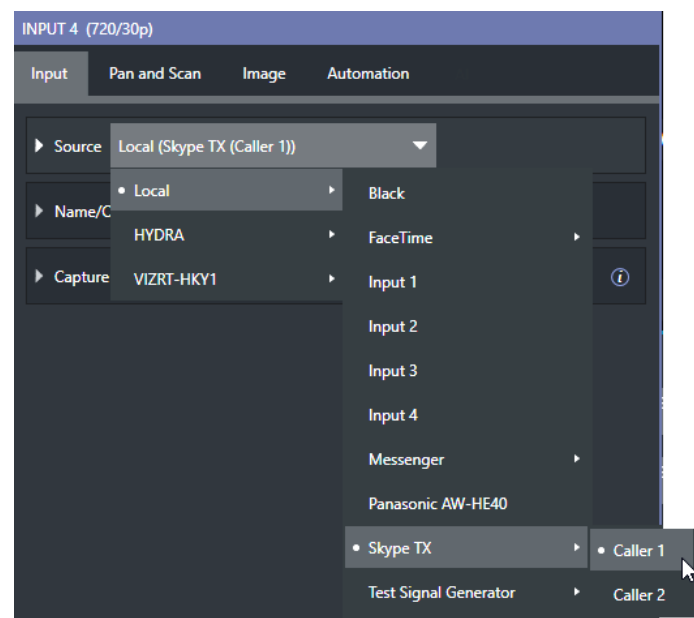 INPUT 4 (720/30p)
Input Pan and Scan Image Automation
Source Local (Skype TX (Caller 1))
Local
HYDRA
VIZRT-HKY1
Name/C
Capture
Black
FaceTime
Input 1
Input 2
Input 3
Input 4
Messenger
Panasonic AW-HE40
Skype TX
Test Signal Generator
Caller 1
Caller 2